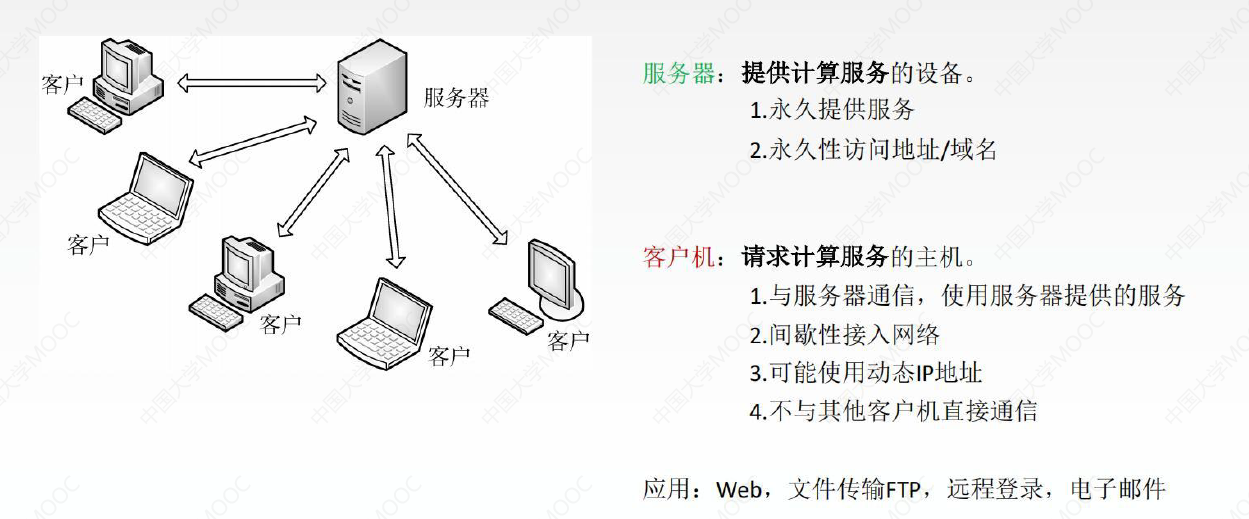 客户
服务器
客户
客户
客户
客户
服务器：提供计算服务的设备。
1.永久提供服务
2.永久性访问地址/域名
客户机：请求计算服务的主机。
1.与服务器通信，使用服务器提供的服务
2.间歇性接入网络
3.可能使用动态IP地址
4.不与其他客户机直接通信
应用：Web，文件传输FTP，远程登录，电子邮件
中国大学MOOC